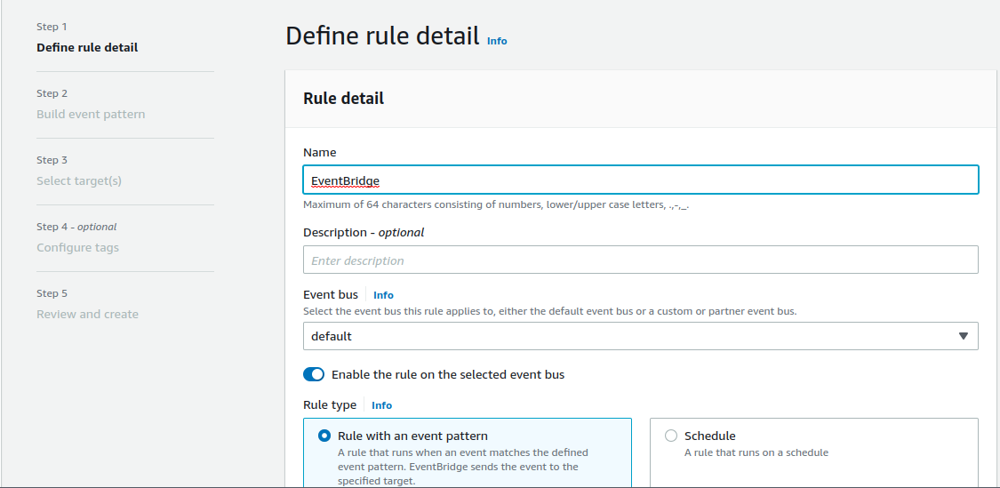 Step 1
Define rule detail
Step 2
Build event pattern
Step 3
Select target(s)
Step 4 - optional
Configure tags
Step 5
Review and create
Define rule detail Info
Rule detail
Name
EventBridge
Maximum of 64 characters consisting of numbers, lower/upper case letters, .,-,_.
Description - optional
Enter description
Event bus Info
Select the event bus this rule applies to, either the default event bus or a custom or partner event bus.
default
Enable the rule on the selected event bus
Rule type Info
Rule with an event pattern
A rule that runs when an event matches the defined
event pattern. EventBridge sends the event to the
specified target.
Schedule
A rule that runs on a schedule